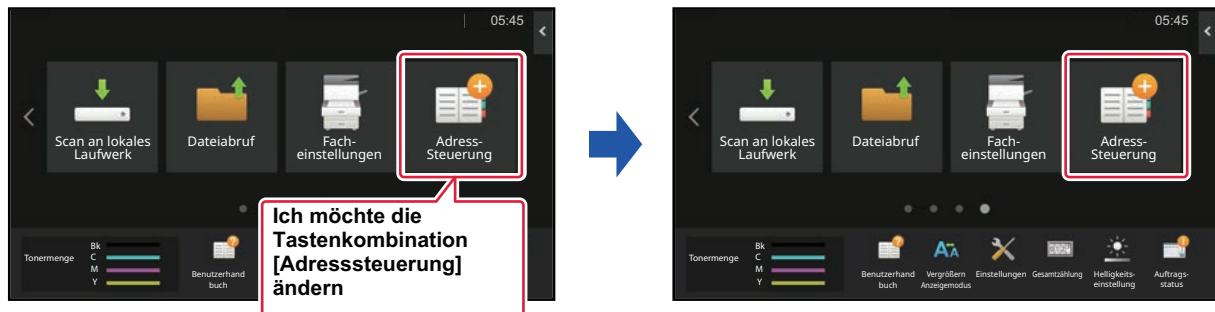 05:45
Scan an lokales
Laufwerk
Dateiabruf
Fach-
einstellungen
Adress-
Steuerung
Ich möchte die
Tastenkombination
[Adresssteuerung]
ändern
Tonermenge
Bk
C
M
Y
Benutzerhand
buch
05:45
Scan an lokales
Laufwerk
Dateiabruf
Fach-
einstellungen
Adress-
Steuerung
Tonermenge
Bk
C
M
Y
Benutzerhand
buch
Vergrößern
Anzeigemodus
Einstellungen
Gesamtzählung
Helligkeits-
einstellung
Auftrags-
status